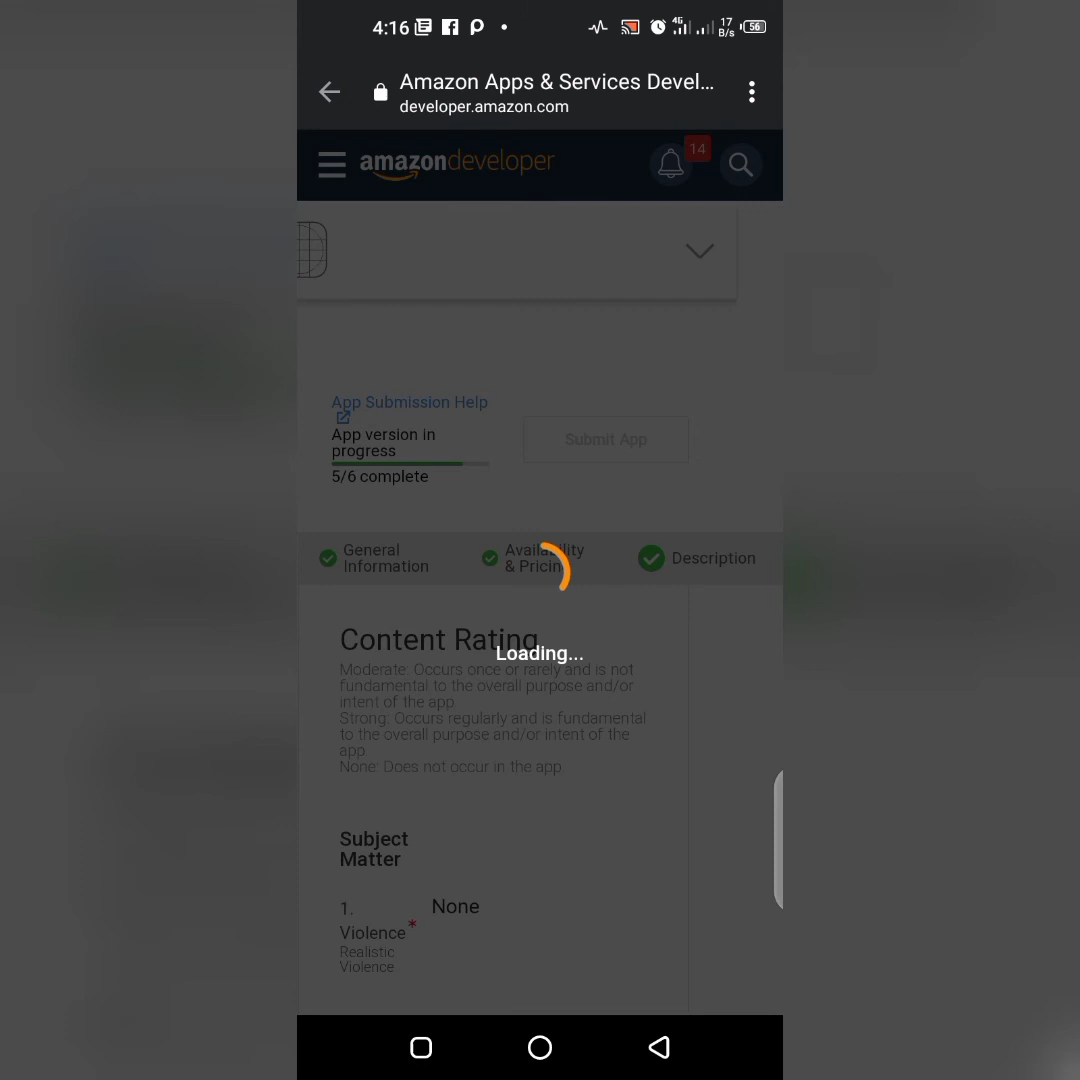 4:16
4G
17
B/s
56
Amazon Apps & Services Devel...
developer.amazon.com
amazondeveloper
14
App Submission Help
App version in
progress
5/6 complete
Submit App
General
Information
Availability
& Pricing
Description
Content Rating
Loading...
Moderate: Occurs once or rarely and is not
fundamental to the overall purpose and/or
intent of the app.
Strong: Occurs regularly and is fundamental
to the overall purpose and/or intent of the
app
None: Does not occur in the app.
Subject
Matter
1.
Violence*
None
Realistic
Violence